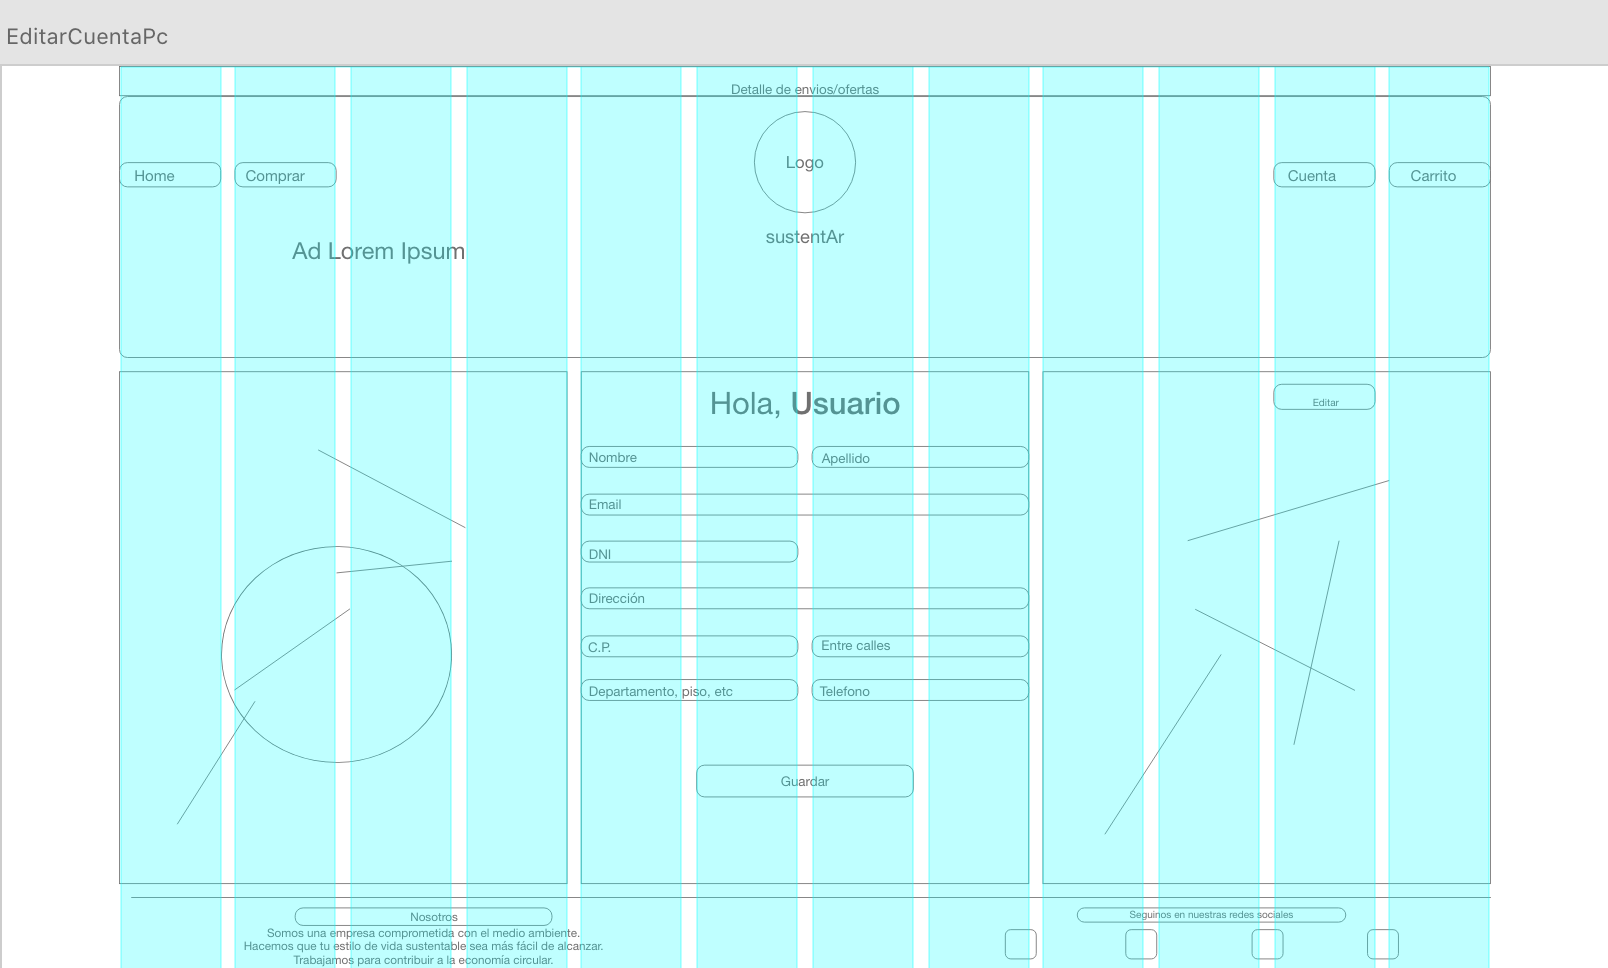 EditarCuentaPc
Detalle de envios/ofertas
Logo
Home
Comprar
Cuenta
Carrito
sustentAr
Ad Lorem Ipsum
Hola, Usuario
Editar
Nombre
Apellido
Email
DNI
Dirección
C.P.
Entre calles
Departamento, piso, etc
Telefono
Guardar
Nosotros
Somos una empresa comprometida con el medio ambiente.
Hacemos que tu estilo de vida sustentable sea más fácil de alcanzar.
Trabajamos para contribuir a la economía circular.
Seguinos en nuestras redes sociales